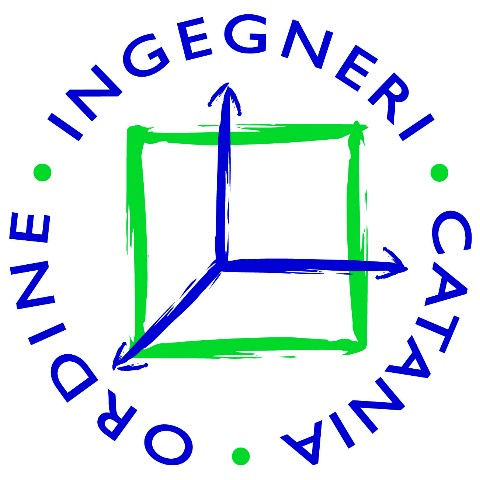 ORDINE • INGEGNERI • CATANIA •